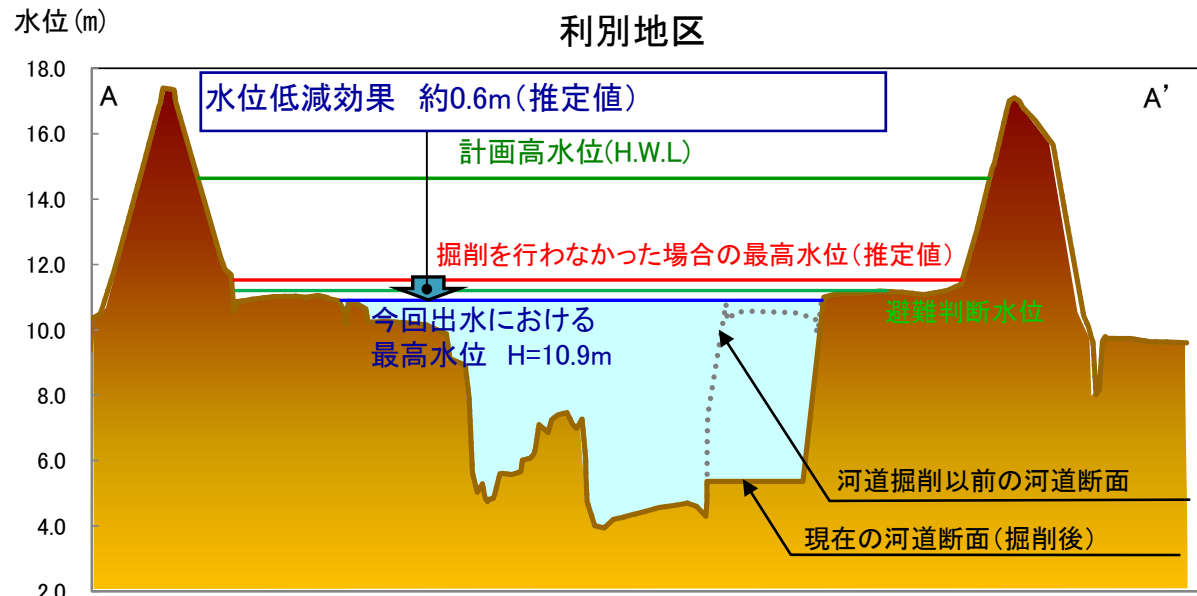 水位(m)
利別地区
18.0
16.0
14.0
12.0
10.0
8.0
6.0
4.0
2.0
A
A’
水位低減効果 約0.6m(推定値)
計画高水位(H.W.L)
掘削を行わなかった場合の最高水位(推定値)
避難判断水位
今回出水における
最高水位 H=10.9m
河道掘削以前の河道断面
現在の河道断面(掘削後)